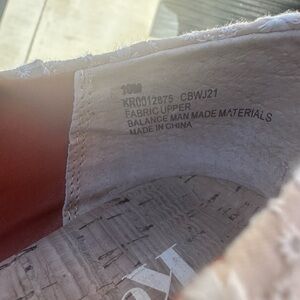 10M
KR0012875 CBWJ21
FABRIC UPPER
BALANCE MAN MADE MATERIALS
MADE IN CHINA